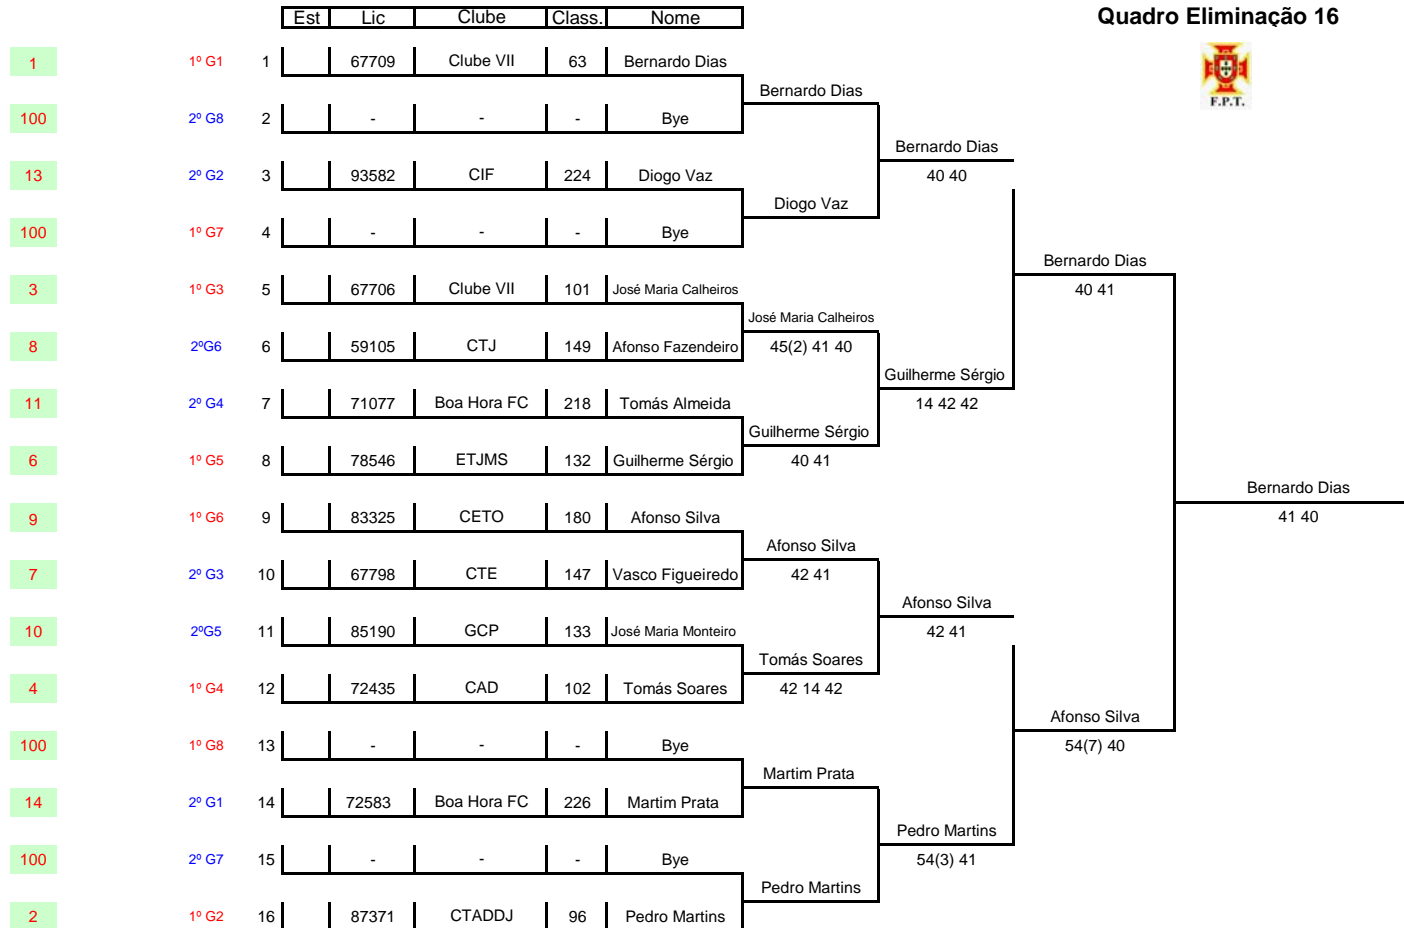 Est Lic Clube Class. Nome
Quadro Eliminação 16
1 1º G1 1 67709 Clube VII 63 Bernardo Dias
F.P.T.
Bernardo Dias
100 2º G8 2 - - - Bye
Bernardo Dias
13 2º G2 3 93582 CIF 224 Diogo Vaz 40 40
Diogo Vaz
100 1º G7 4 - - - Bye
Bernardo Dias
3 1º G3 5 67706 Clube VII 101 José Maria Calheiros 40 41
José Maria Calheiros
8 2ºG6 6 59105 CTJ 149 Afonso Fazendeiro 45(2) 41 40
Guilherme Sérgio
11 2º G4 7 71077 Boa Hora FC 218 Tomás Almeida 14 42 42
Guilherme Sérgio
6 1º G5 8 78546 ETJMS 132 Guilherme Sérgio 40 41
Bernardo Dias
9 1º G6 9 83325 CETO 180 Afonso Silva 41 40
Afonso Silva
7 2º G3 10 67798 CTE 147 Vasco Figueiredo 42 41
Afonso Silva
10 2ºG5 11 85190 GCP 133 José Maria Monteiro 42 41
Tomás Soares
4 1º G4 12 72435 CAD 102 Tomás Soares 42 14 42
Afonso Silva
100 1º G8 13 - - - Bye 54(7) 40
Martim Prata
14 2º G1 14 72583 Boa Hora FC 226 Martim Prata
Pedro Martins
100 2º G7 15 - - - Bye 54(3) 41
Pedro Martins
2 1º G2 16 87371 CTADDJ 96 Pedro Martins